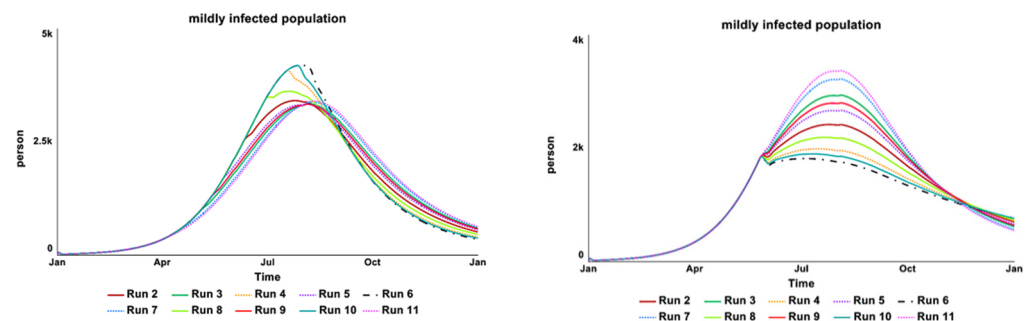 mildly infected population
5k
2.5k
0
person
Jan Apr Jul Oct Jan
Time
Run 2 Run 3 Run 4 Run 5 Run 6
Run 7 Run 8 Run 9 Run 10 Run 11
mildly infected population
4k
2k
0
person
Jan Apr Jul Oct Jan
Time
Run 2 Run 3 Run 4 Run 5 Run 6
Run 7 Run 8 Run 9 Run 10 Run 11